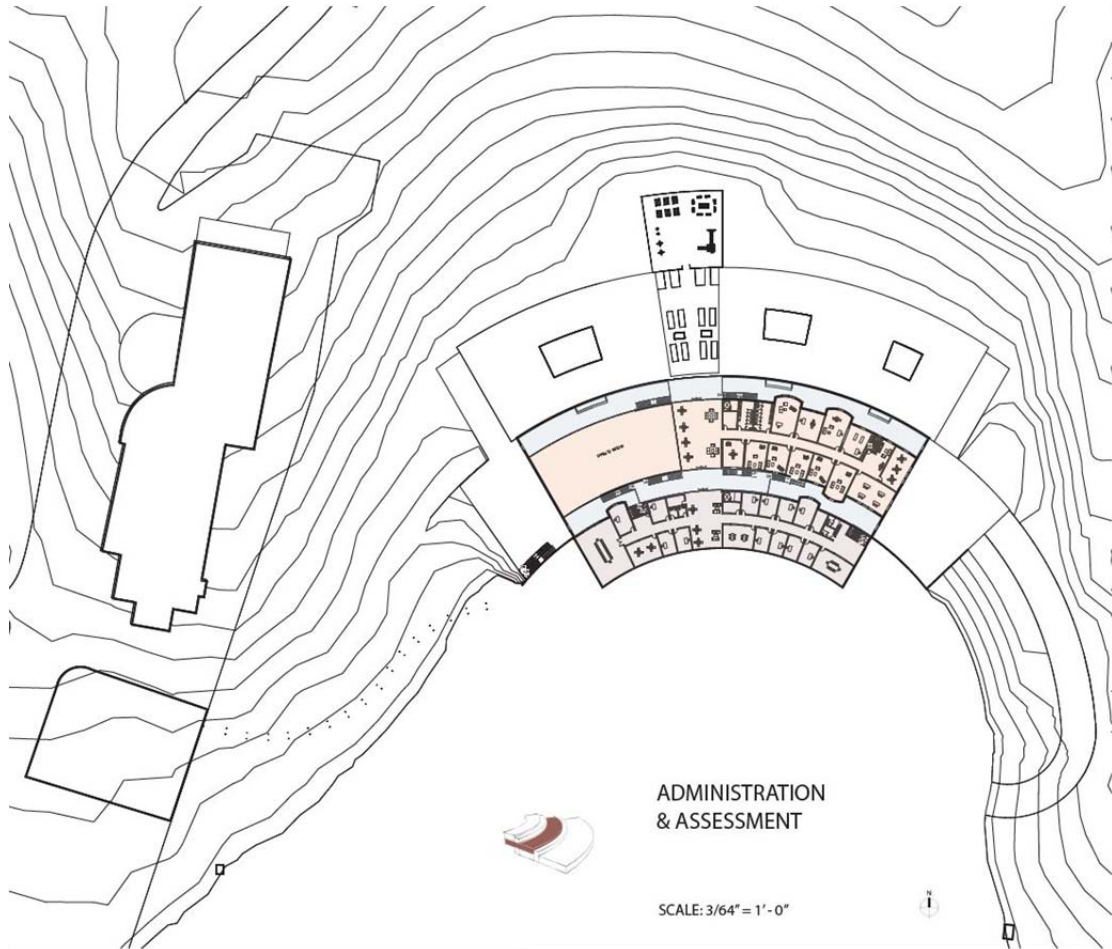 ADMINISTRATION
& ASSESSMENT
SCALE: 3/64" = 1'-0"
N